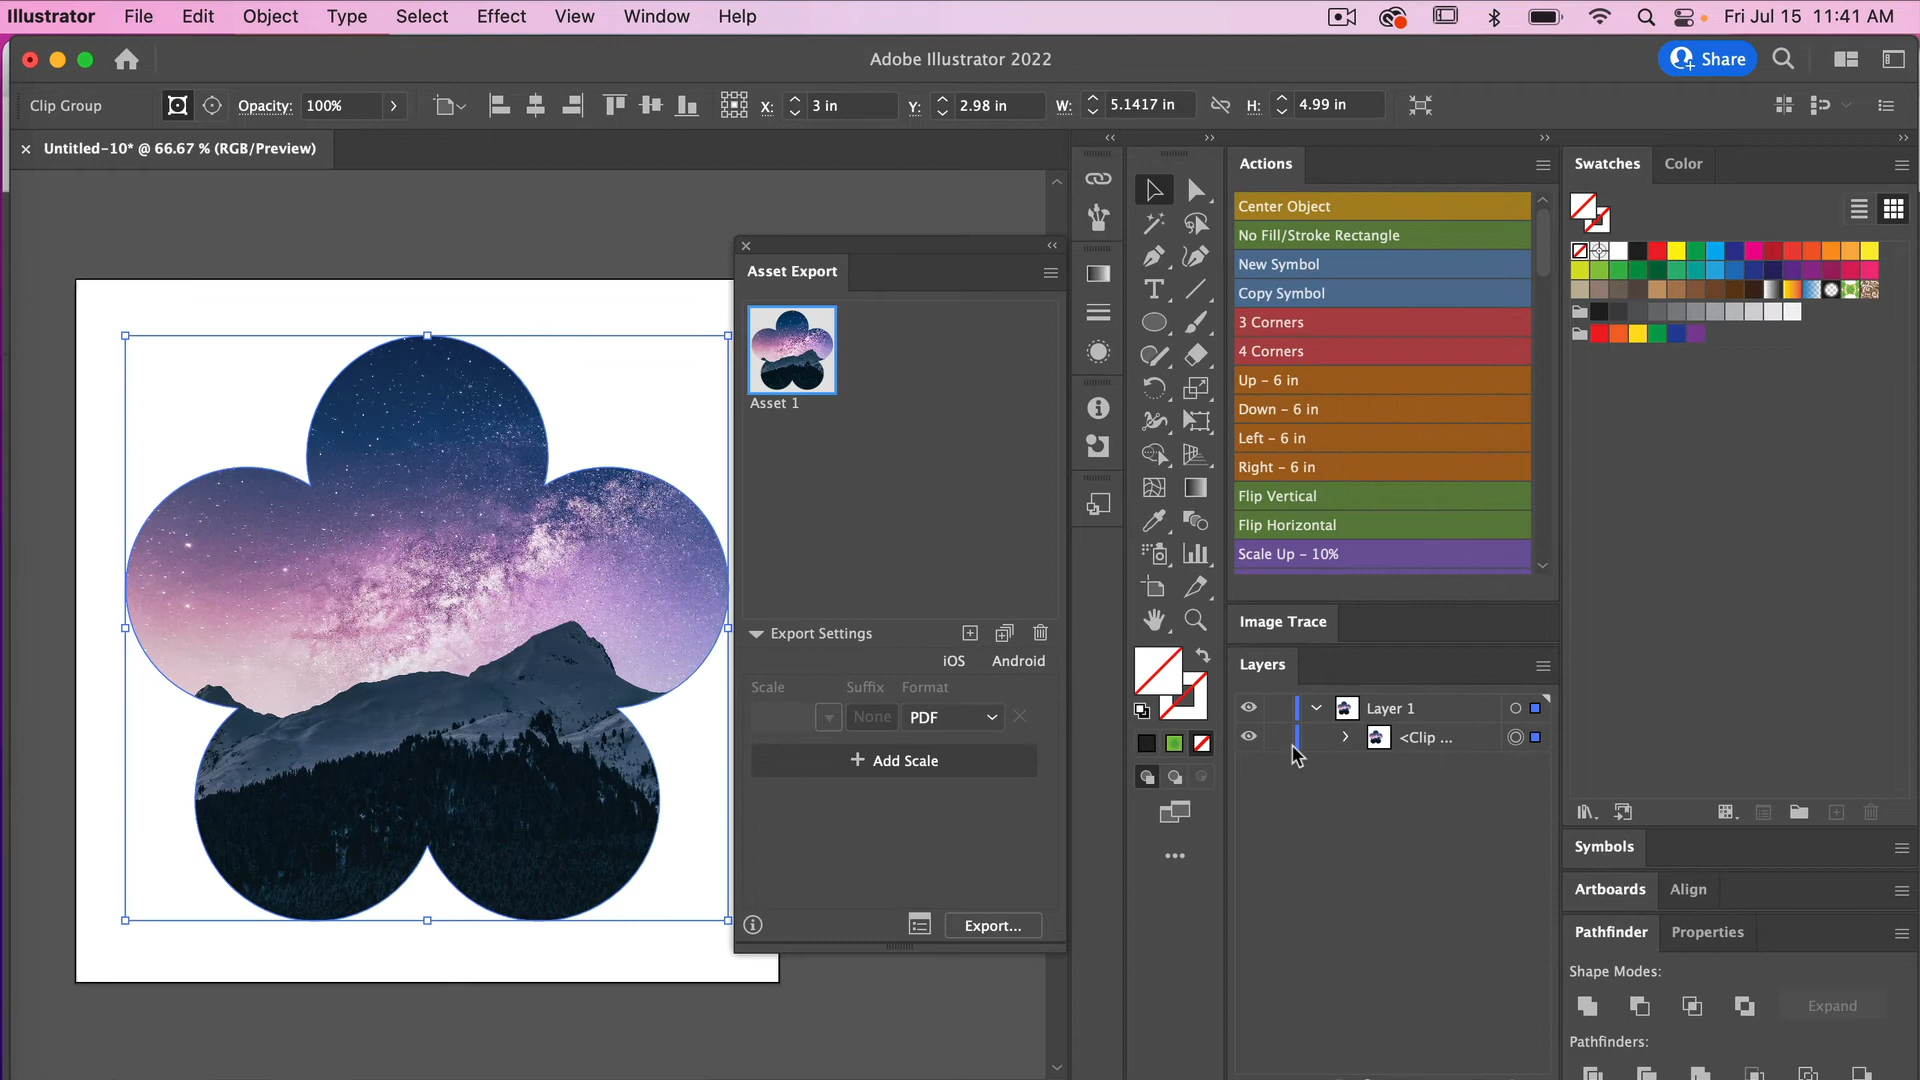 Illustrator File Edit Object Type Select Effect View Window Help Fri Jul 15 11:41 AM
Adobe Illustrator 2022
Share
Clip Group Opacity: 100% X: 3 in Y: 2.98 in W: 5.1417 in H: 4.99 in
Untitled-10* @ 66.67 % (RGB/Preview)
Asset Export
Asset 1
Export Settings
iOS Android
Scale Suffix Format
None PDF
+ Add Scale
Export...
Actions
Center Object
No Fill/Stroke Rectangle
New Symbol
Copy Symbol
3 Corners
4 Corners
Up - 6 in
Down - 6 in
Left - 6 in
Right - 6 in
Flip Vertical
Flip Horizontal
Scale Up - 10%
Image Trace
Layers
Layer 1
<Clip ...
Swatches Color
Symbols
Artboards Align
Pathfinder Properties
Shape Modes:
Expand
Pathfinders: